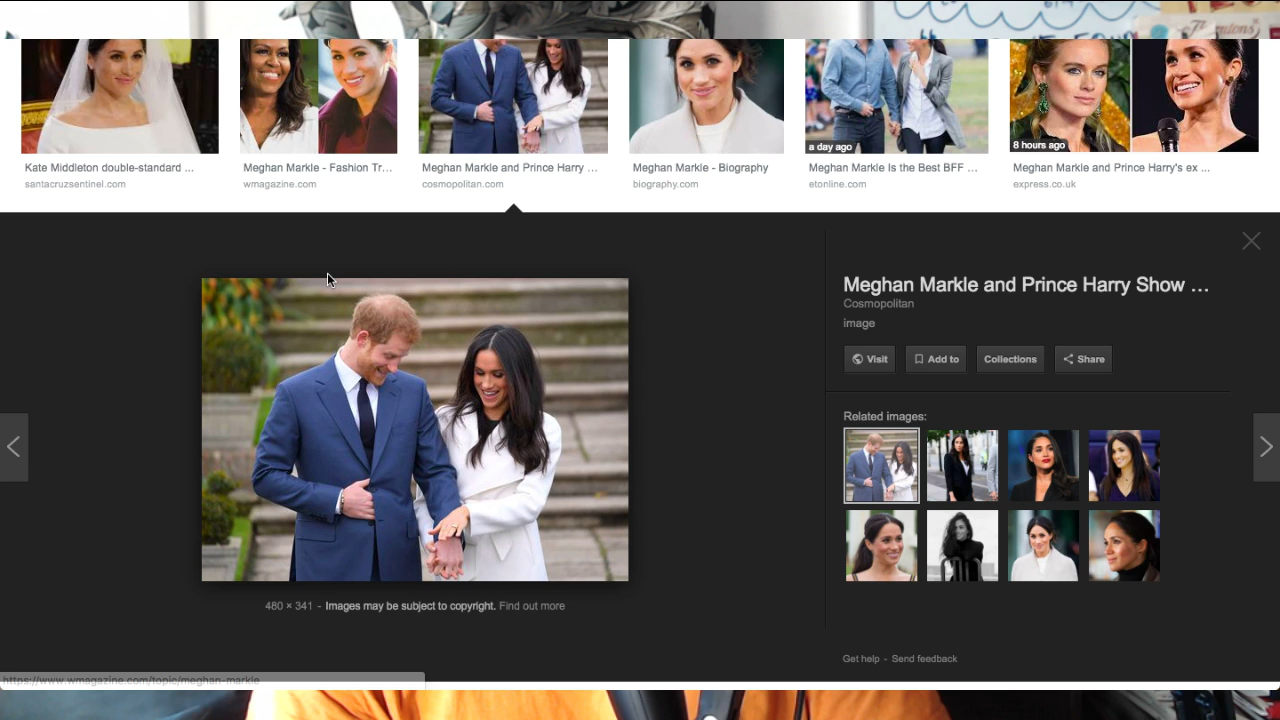 Kate Middleton double-standard ...
santacruzsentinel.com
Meghan Markle - Fashion Tr...
wmagazine.com
Meghan Markle and Prince Harry ...
cosmopolitan.com
Meghan Markle - Biography
biography.com
a day ago
Meghan Markle Is the Best BFF ...
etonline.com
8 hours ago
Meghan Markle and Prince Harry's ex ...
express.co.uk
Meghan Markle and Prince Harry Show ...
Cosmopolitan
image
Visit
Add to
Collections
Share
Related images:
480 × 341 - Images may be subject to copyright. Find out more
Get help - Send feedback
https://www.wmagazine.com/topic/meghan-markle